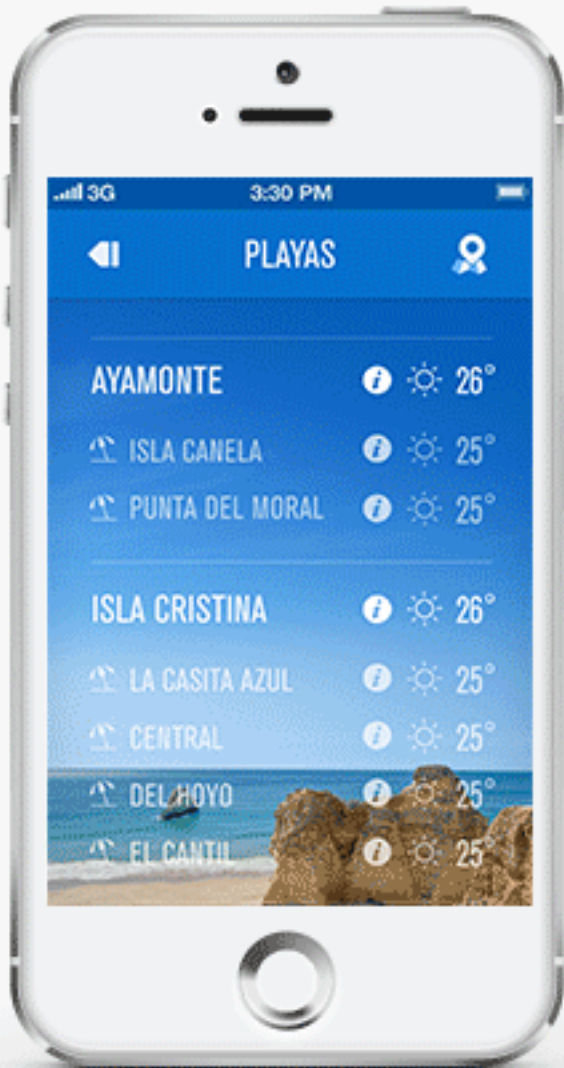 3G 3:30 PM
PLAYAS
AYAMONTE i 26°
ISLA CANELA i 25°
PUNTA DEL MORAL i 25°
ISLA CRISTINA i 26°
LA CASITA AZUL i 25°
CENTRAL i 25°
DEL HOYO i 25°
EL CANTIL i 25°